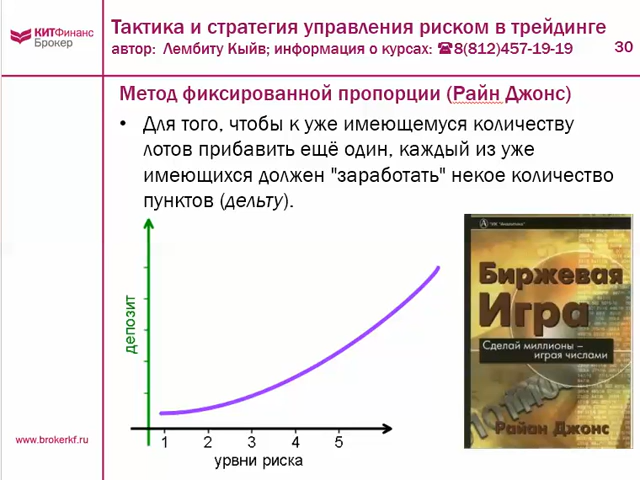 КИТФинанс
Брокер
Тактика и стратегия управления риском в трейдинге
автор: Лембиту Кыйв; информация о курсах: ☎8(812)457-19-19
30
Метод фиксированной пропорции (Райн Джонс)
• Для того, чтобы к уже имеющемуся количеству
лотов прибавить ещё один, каждый из уже
имеющихся должен "заработать" некое количество
пунктов (дельту).
депозит
1 2 3 4 5
урвни риска
Биржевая
Игра
Сделай миллионы –
играя числами
Райан Джонс
www.brokerkf.ru